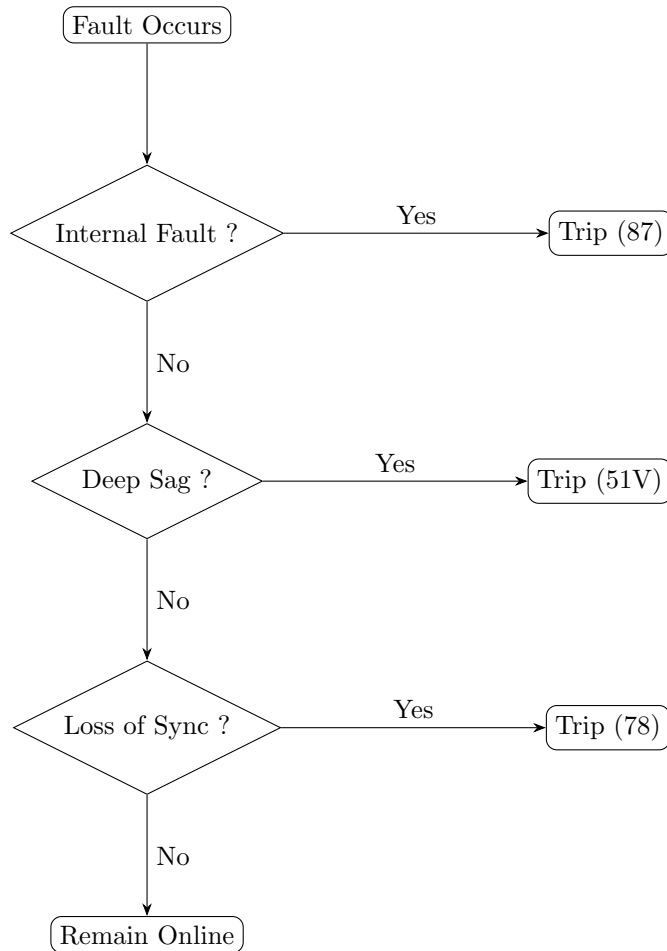 Fault Occurs
Internal Fault ?
Yes
Trip (87)
No
Deep Sag ?
Yes
Trip (51V)
No
Loss of Sync ?
Yes
Trip (78)
No
Remain Online